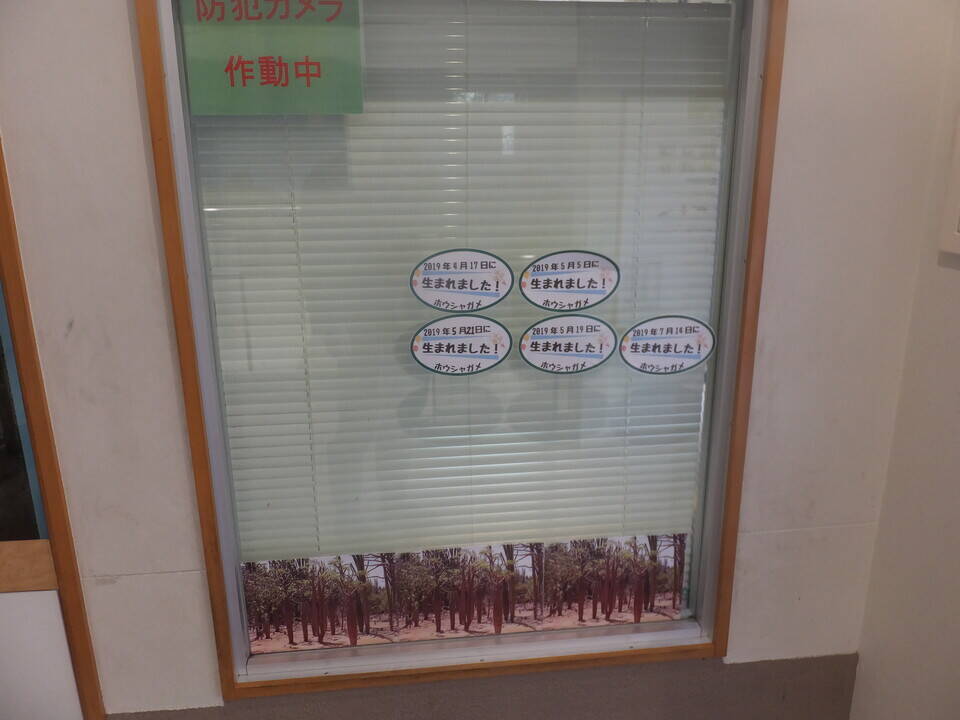 防犯カメラ
作動中
2019年4月17日に
生まれました!
ホウシャガメ
2019年5月5日に
生まれました!
ホウシャガメ
2019年5月21日に
生まれました!
ホウシャガメ
2019年5月19日に
生まれました!
ホウシャガメ
2019年7月14日に
生まれました!
ホウシャガメ